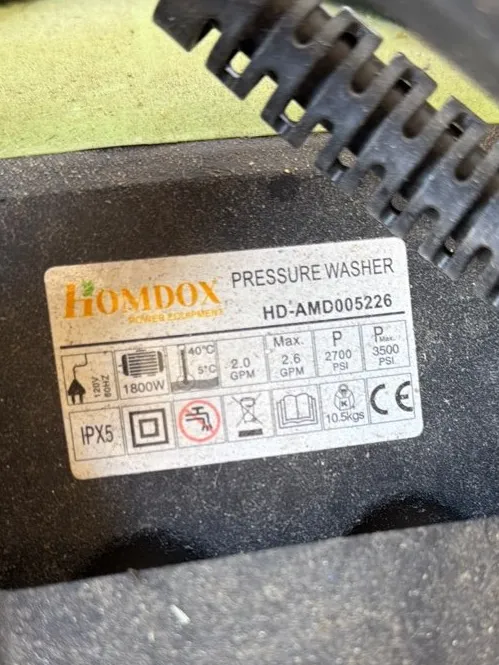 HOMDOX
POWER EQUIPMENT
PRESSURE WASHER
HD-AMD005226
120V
60HZ
1800W
40°C
5°C
2.0
GPM
Max.
2.6
GPM
P
2700
PSI
P Max.
3500
PSI
IPX5
K
10.5kgs
CE